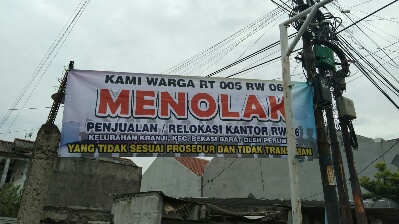 KAMI WARGA RT 005 RW 06
MENOLAK
PENJUALAN / RELOKASI KANTOR RW 06
KELURAHAN KRANJI, KEC. BEKASI BARAT, OLEH PERUM
YANG TIDAK SESUAI PROSEDUR DAN TIDAK TRANSPARAN